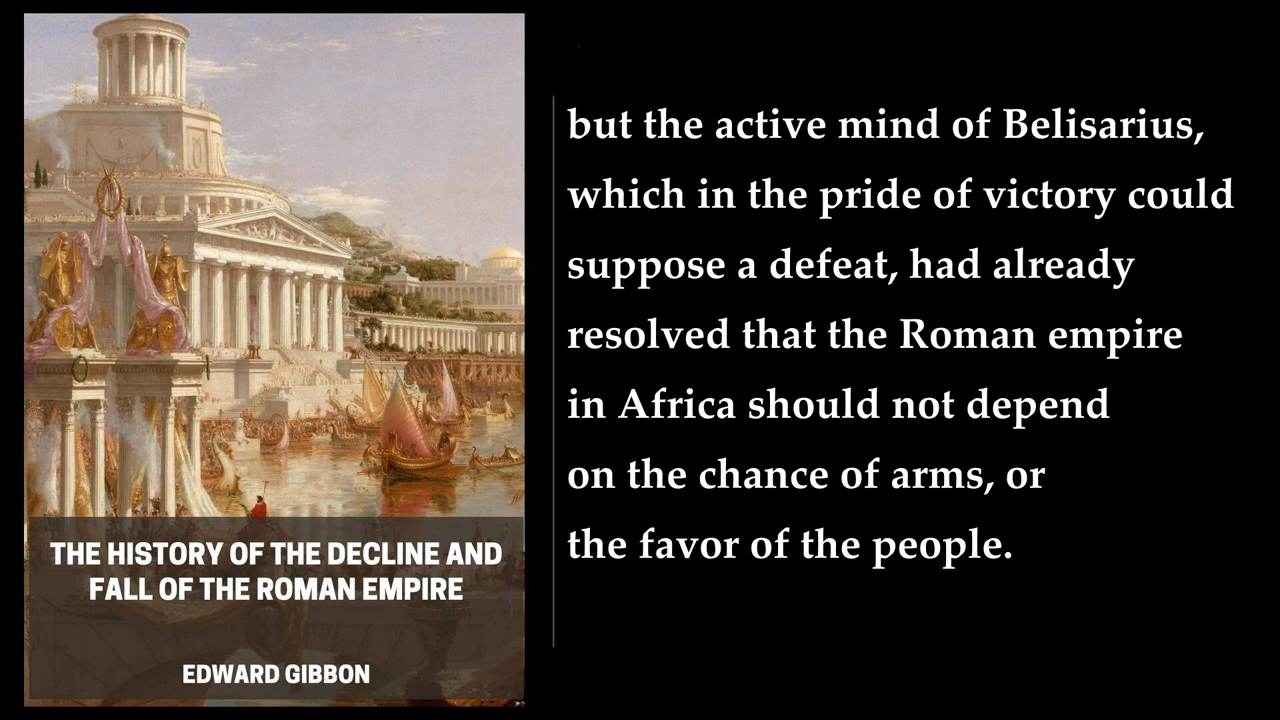 THE HISTORY OF THE DECLINE AND
FALL OF THE ROMAN EMPIRE
EDWARD GIBBON
but the active mind of Belisarius,
which in the pride of victory could
suppose a defeat, had already
resolved that the Roman empire
in Africa should not depend
on the chance of arms, or
the favor of the people.